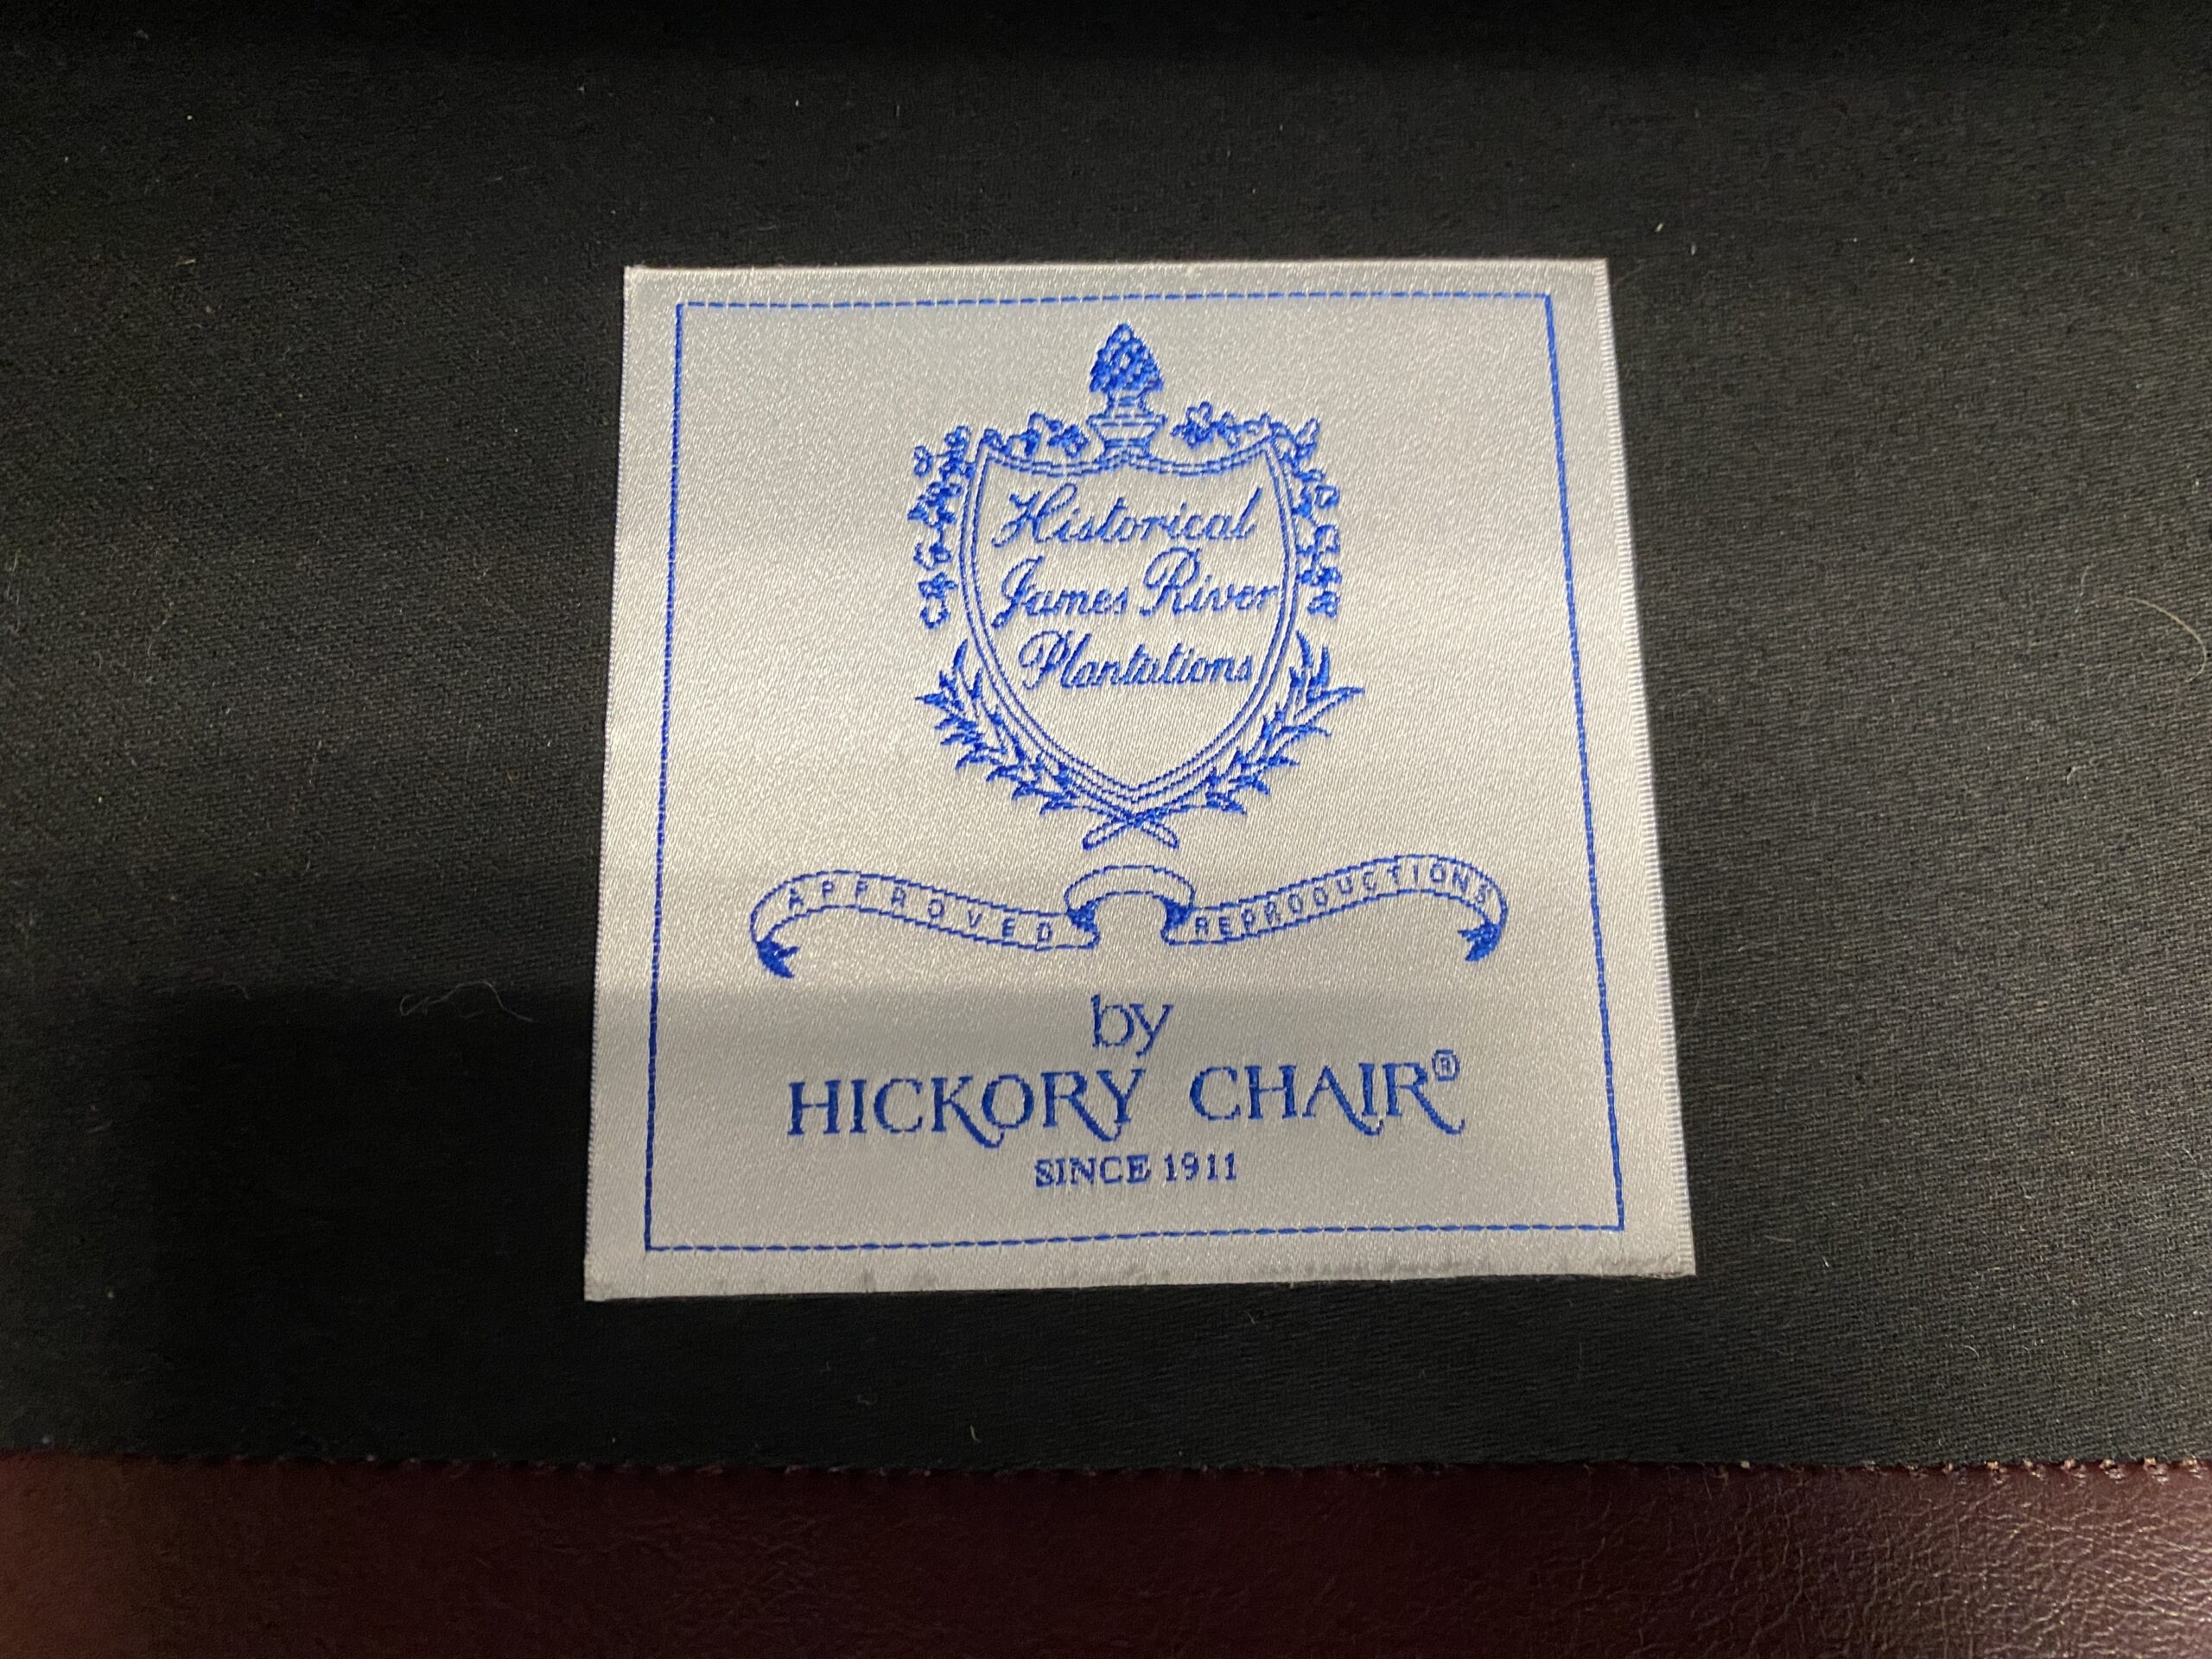 Historical
James River
Plantations
APPROVED REPRODUCTIONS
by
HICKORY CHAIR®
SINCE 1911